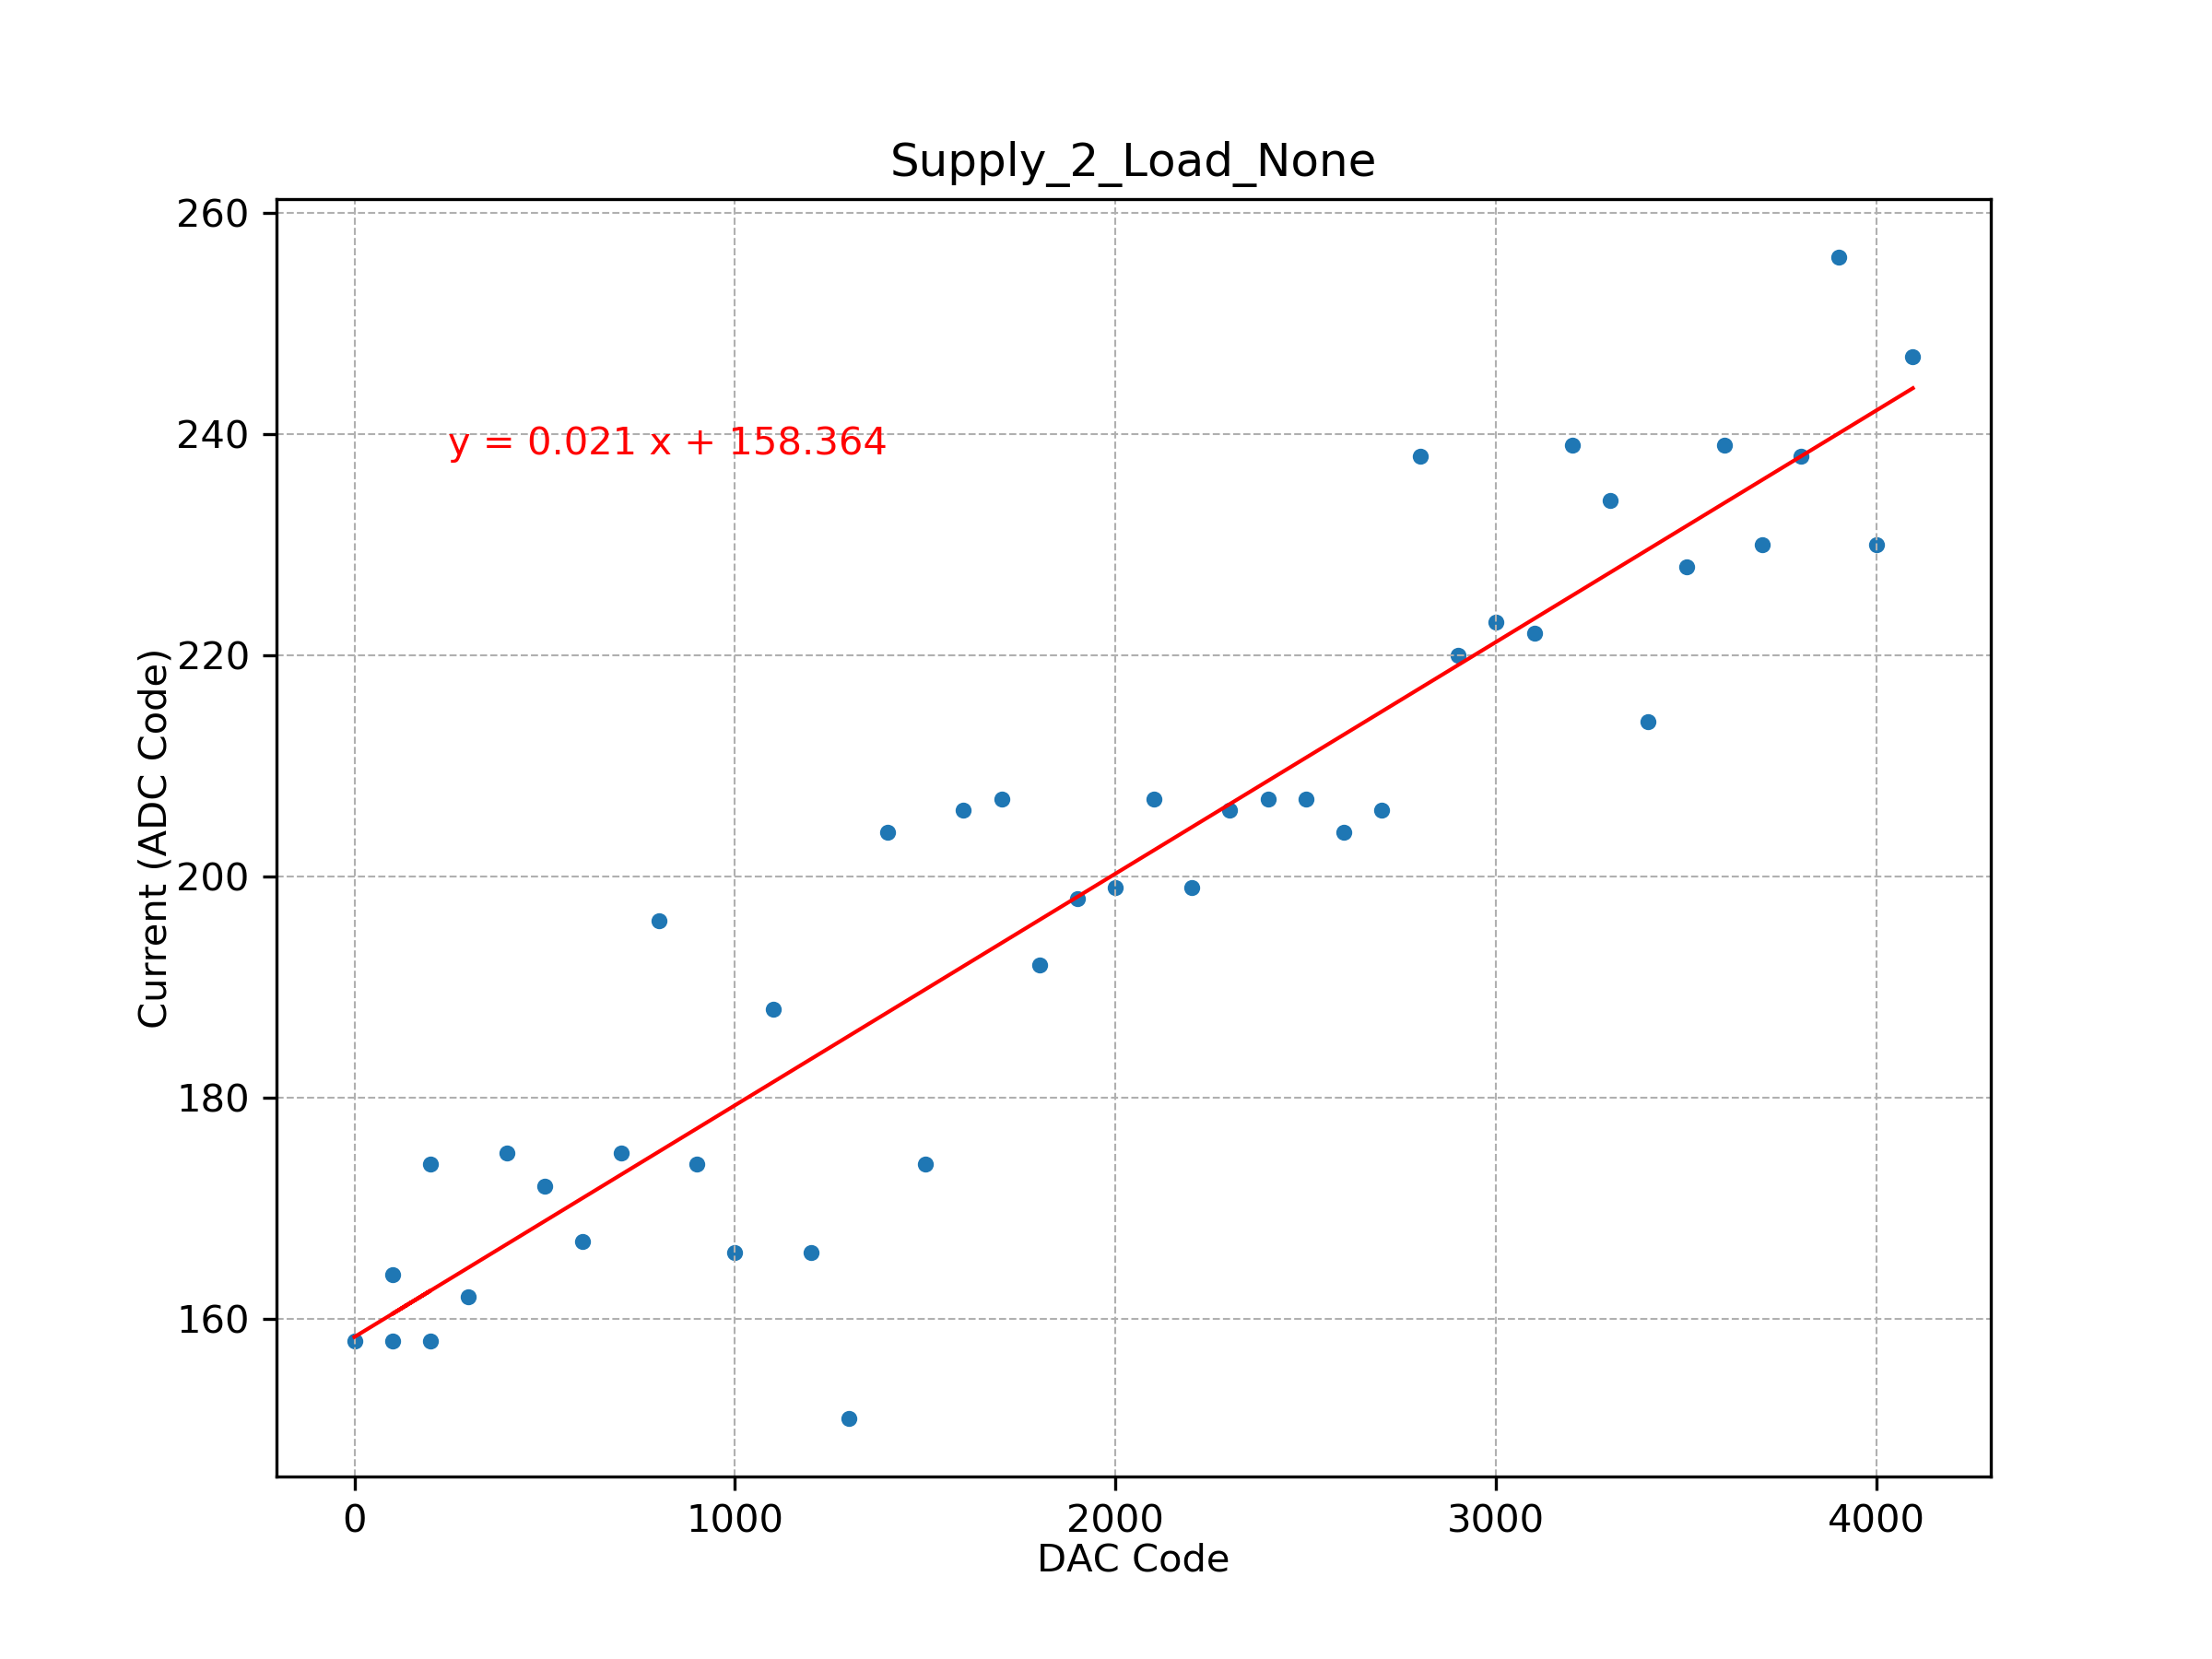 Supply_2_Load_None
260
240
220
200
180
160
y = 0.021 x + 158.364
Current (ADC Code)
0 1000 2000 3000 4000
DAC Code